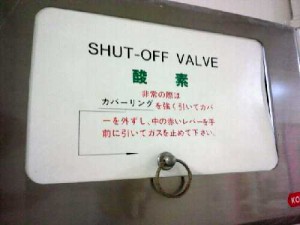 SHUT-OFF VALVE
酸素
非常の際は
カバーリングを強く引いてカバ
ーを外すし、中の赤いレバーを手
前に引いてガスを止めて下さい。
KO